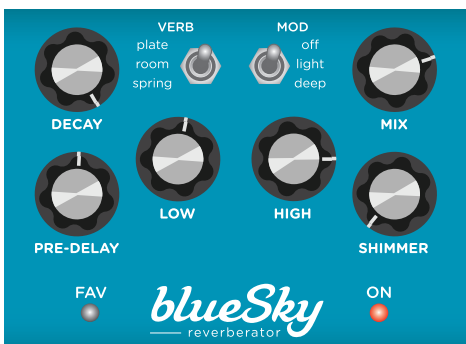 VERB
plate
room
spring
MOD
off
light
deep
DECAY
MIX
LOW
HIGH
PRE-DELAY
SHIMMER
FAV
blueSky
reverberator
ON